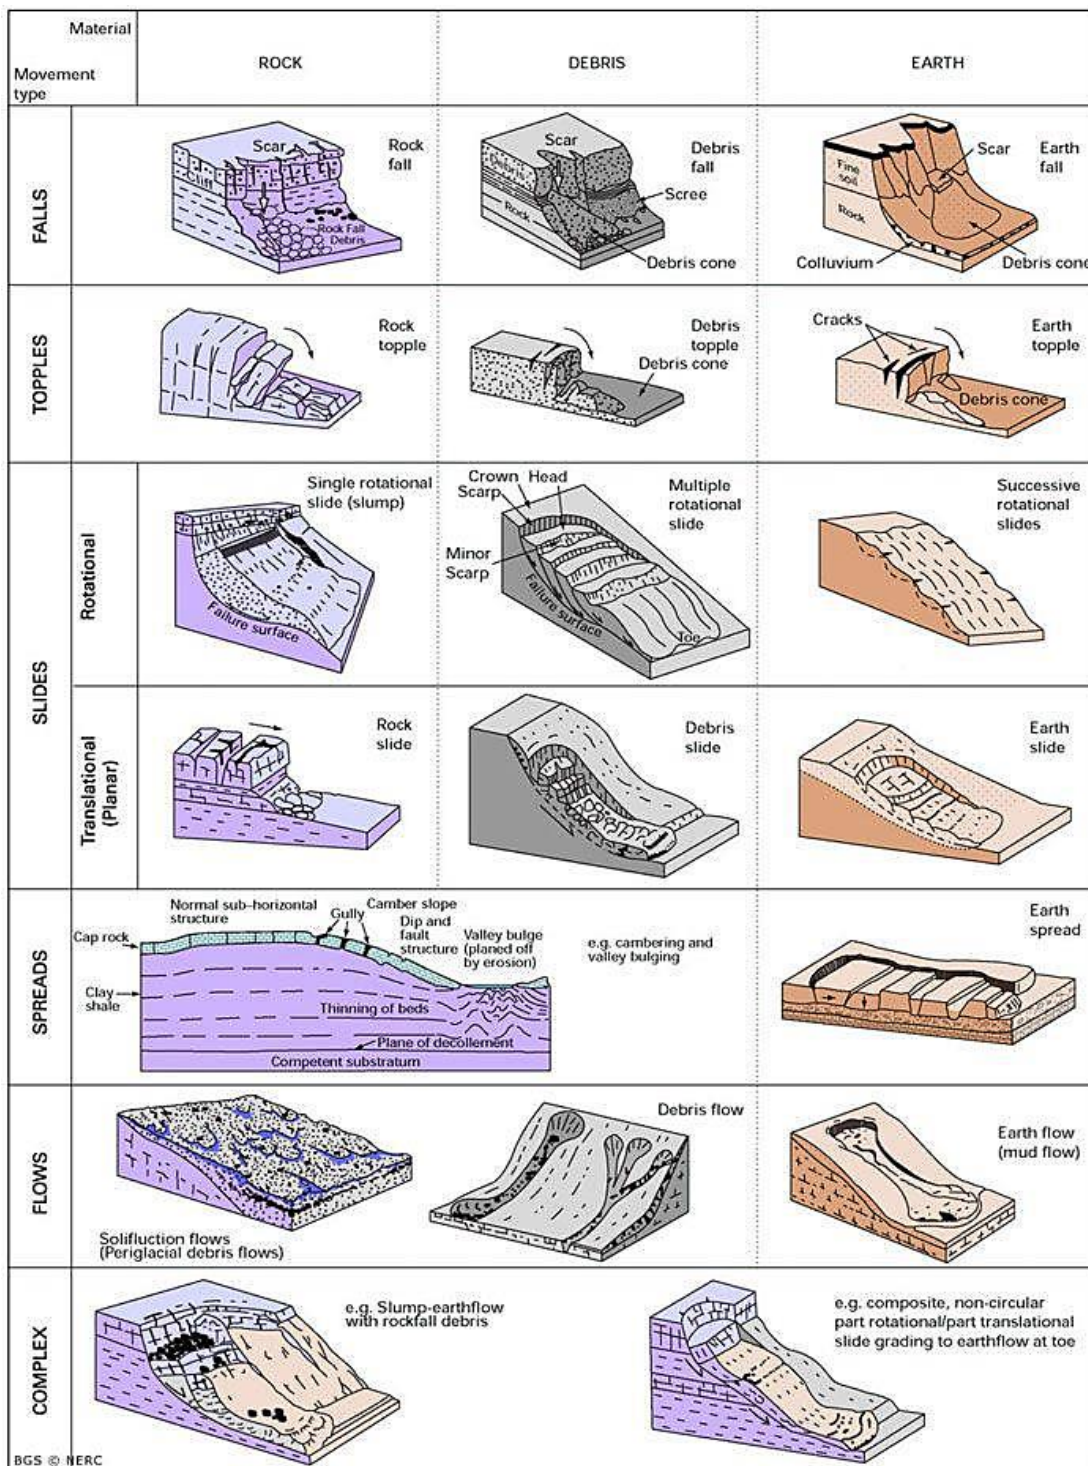 Material
Movement
type
ROCK
DEBRIS
EARTH
FALLS
Scar
Cliff
Rock Fall
Debris
Rock
fall
Scar
Debris
Rock
Debris
fall
Scree
Debris cone
Fine
soil
Rock
Colluvium
Scar
Earth
fall
Debris cone
TOPPLES
Rock
topple
Debris
topple
Debris cone
Cracks
Earth
topple
Debris cone
SLIDES
Rotational
Single rotational
slide (slump)
Failure surface
Crown
Scarp
Head
Minor
Scarp
Failure surface
Toe
Multiple
rotational
slide
Successive
rotational
slides
Translational
(Planar)
Rock
slide
Debris
slide
Earth
slide
SPREADS
Normal sub-horizontal
structure
Cap rock
Gully
Camber slope
Dip and
fault
structure
Valley bulge
(planed off
by erosion)
Clay
shale
Thinning of beds
Plane of decollement
Competent substratum
e.g. cambering and
valley bulging
Earth
spread
FLOWS
Solifluction flows
(Periglacial debris flows)
Debris flow
Earth flow
(mud flow)
COMPLEX
e.g. Slump-earthflow
with rockfall debris
e.g. composite, non-circular
part rotational/part translational
slide grading to earthflow at toe
BGS © NERC